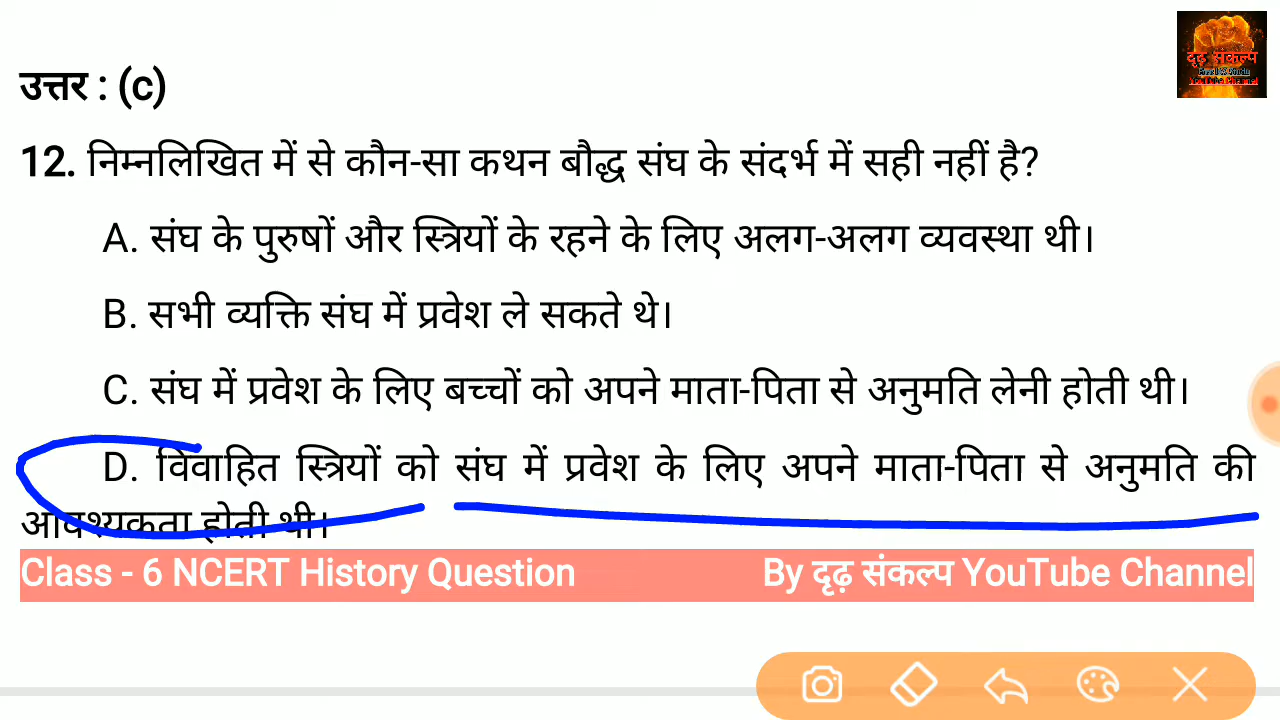 दृढ़ संकल्प
उत्तर : (c)
12. निम्नलिखित में से कौन-सा कथन बौद्ध संघ के संदर्भ में सही नहीं है?
A. संघ के पुरुषों और स्त्रियों के रहने के लिए अलग-अलग व्यवस्था थी।
B. सभी व्यक्ति संघ में प्रवेश ले सकते थे।
C. संघ में प्रवेश के लिए बच्चों को अपने माता-पिता से अनुमति लेनी होती थी।
D. विवाहित स्त्रियों को संघ में प्रवेश के लिए अपने माता-पिता से अनुमति की
आवश्यकता होती थी।
Class - 6 NCERT History Question By दृढ़ संकल्प YouTube Channel